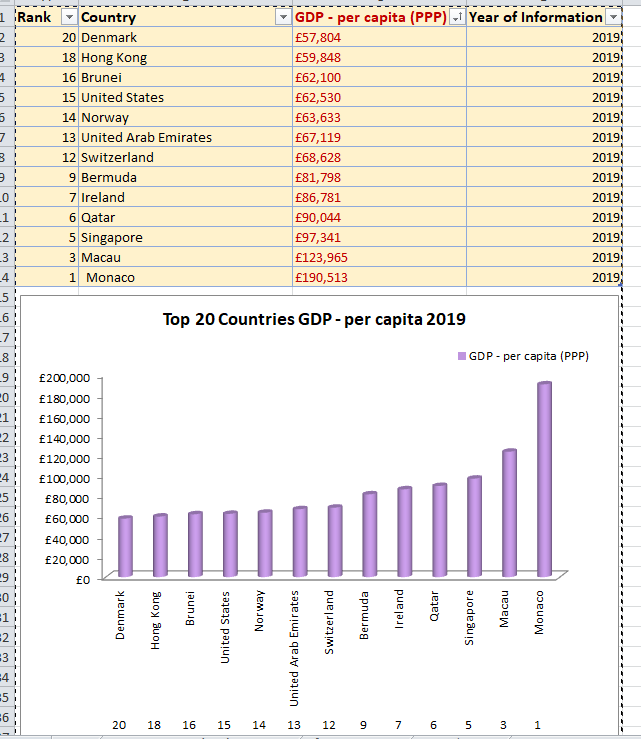 Rank Country GDP - per capita (PPP) Year of Information
20 Denmark £57,804 2019
18 Hong Kong £59,848 2019
16 Brunei £62,100 2019
15 United States £62,530 2019
14 Norway £63,633 2019
13 United Arab Emirates £67,119 2019
12 Switzerland £68,628 2019
9 Bermuda £81,798 2019
7 Ireland £86,781 2019
6 Qatar £90,044 2019
5 Singapore £97,341 2019
3 Macau £123,965 2019
1 Monaco £190,513 2019
Top 20 Countries GDP - per capita 2019
GDP - per capita (PPP)
£200,000
£180,000
£160,000
£140,000
£120,000
£100,000
£80,000
£60,000
£40,000
£20,000
£0
Denmark
Hong Kong
Brunei
United States
Norway
United Arab Emirates
Switzerland
Bermuda
Ireland
Qatar
Singapore
Macau
Monaco
20 18 16 15 14 13 12 9 7 6 5 3 1